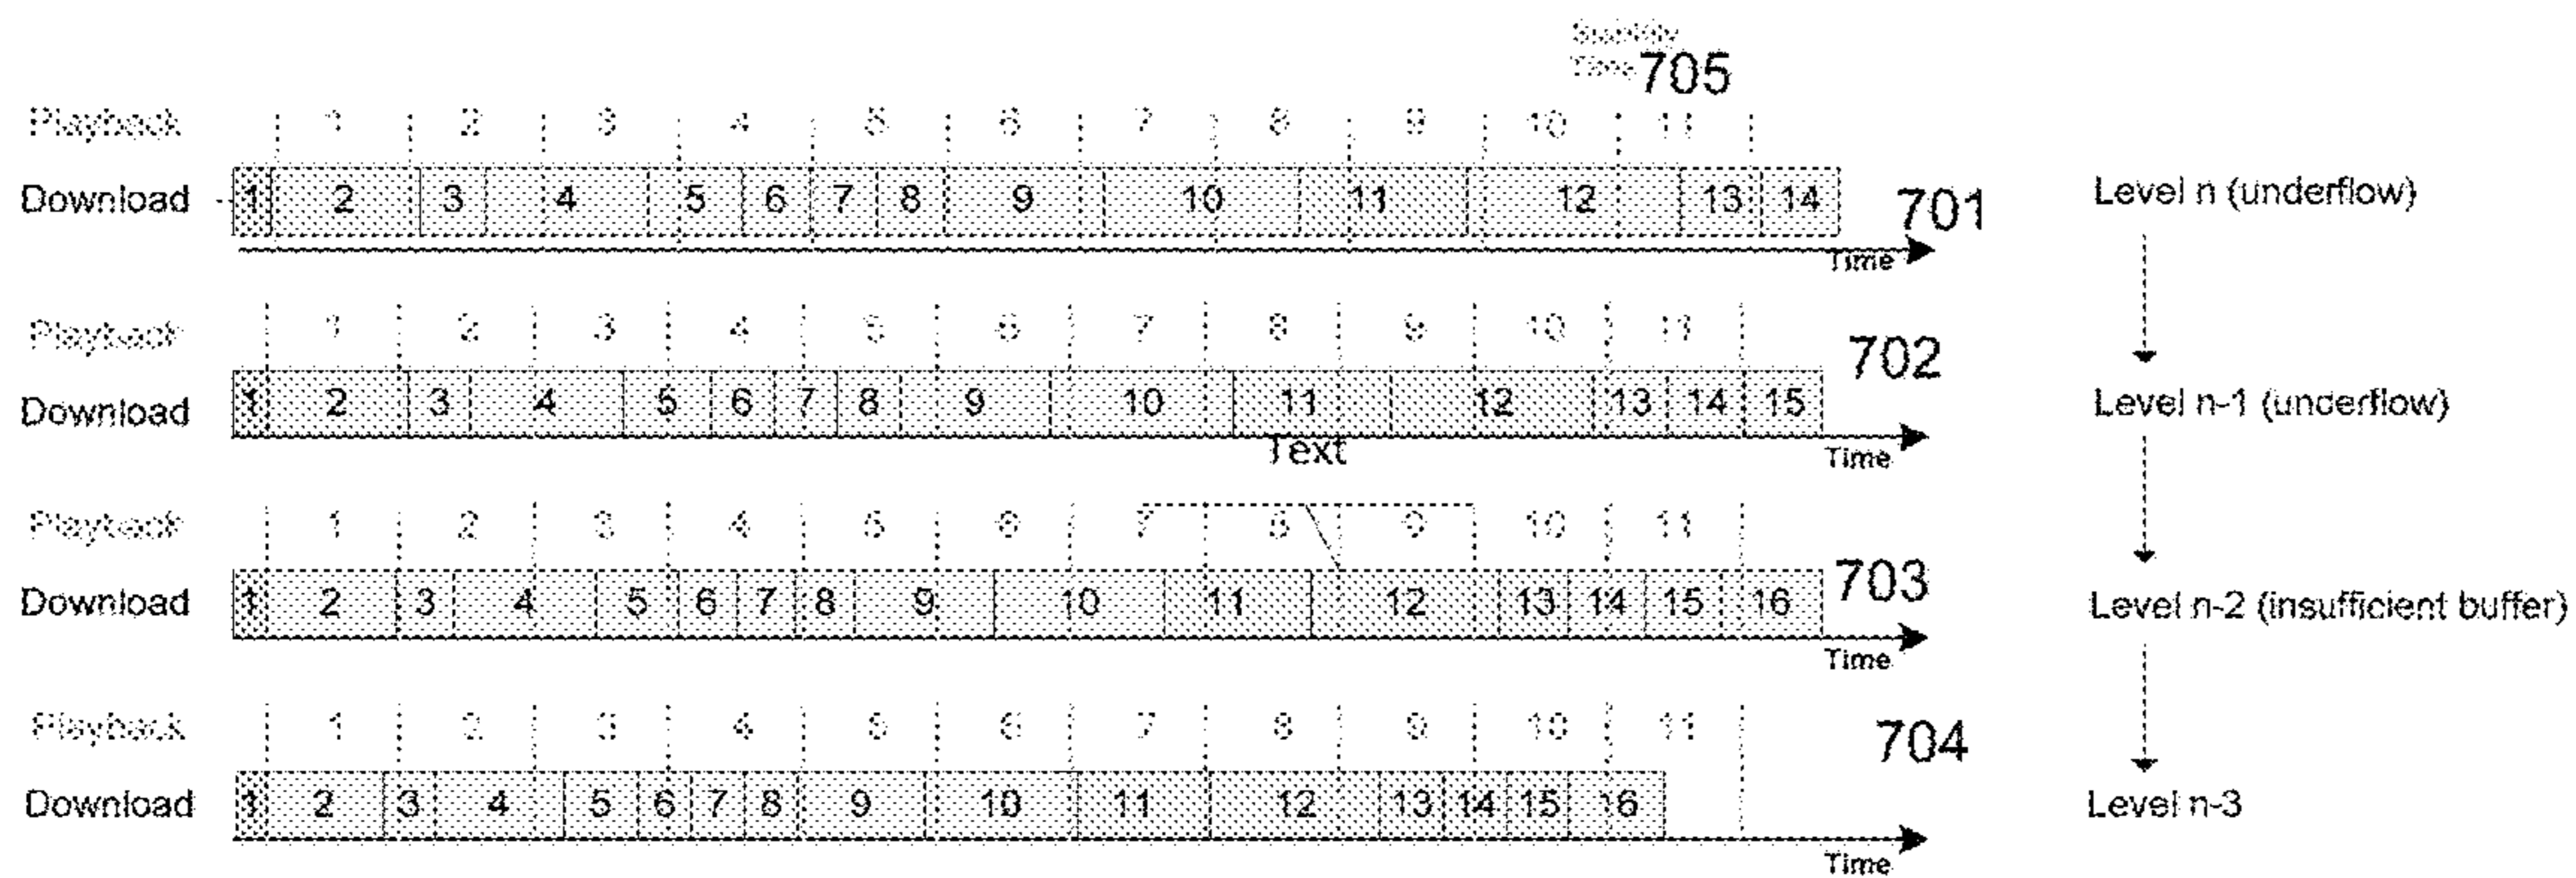 Stability
Time 705
Playback 1 2 3 4 5 6 7 8 9 10 11
Download 1 2 3 4 5 6 7 8 9 10 11 12 13 14 701 Level n (underflow)
Time
Playback 1 2 3 4 5 6 7 8 9 10 11 702
Download 1 2 3 4 5 6 7 8 9 10 11 12 13 14 15 Level n-1 (underflow)
Text
Time
Playback 1 2 3 4 5 6 7 8 9 10 11
Download 1 2 3 4 5 6 7 8 9 10 11 12 13 14 15 16 703 Level n-2 (insufficient buffer)
Time
Playback 1 2 3 4 5 6 7 8 9 10 11 704
Download 1 2 3 4 5 6 7 8 9 10 11 12 13 14 15 16 Level n-3
Time